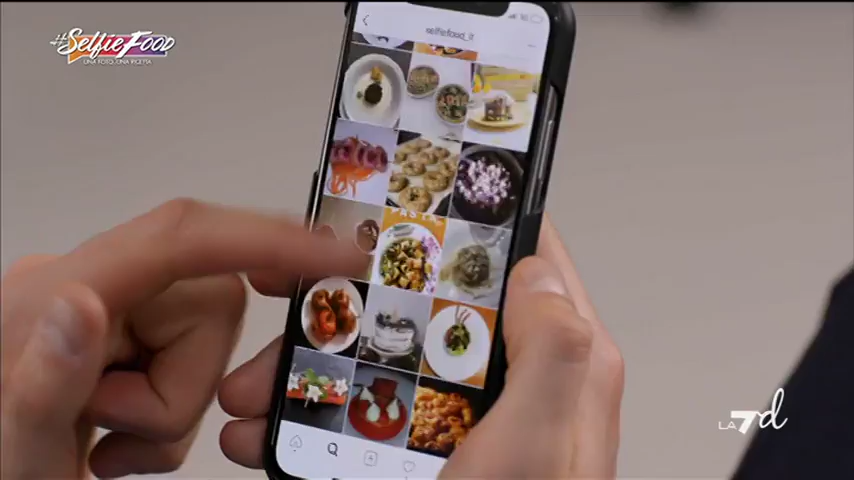 #SelfieFood
UNA FOTO, UNA RICETTA
selfiefood_it
PASTA
LA7d